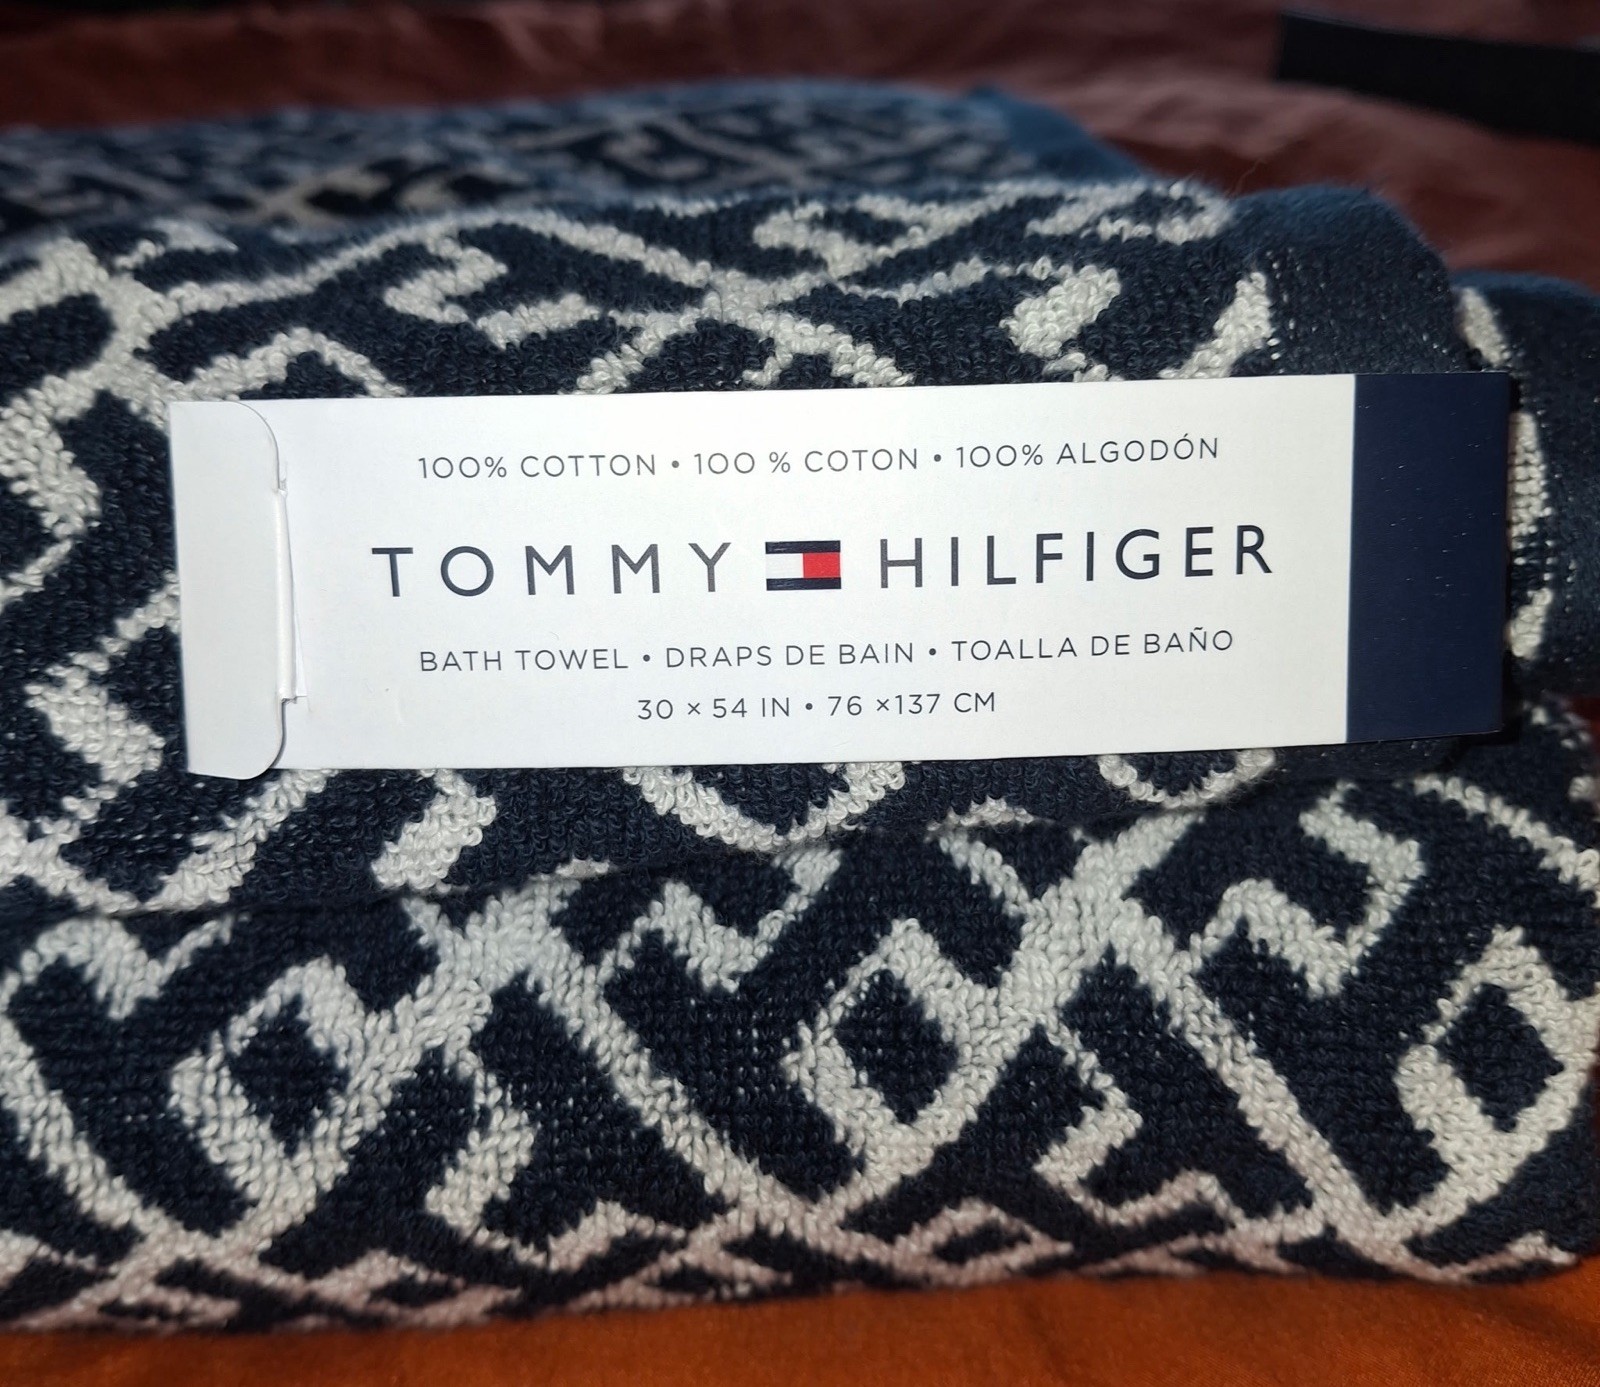 100% COTTON • 100 % COTON • 100% ALGODÓN
TOMMY HILFIGER
BATH TOWEL • DRAPS DE BAIN • TOALLA DE BAÑO
30 × 54 IN • 76 ×137 CM